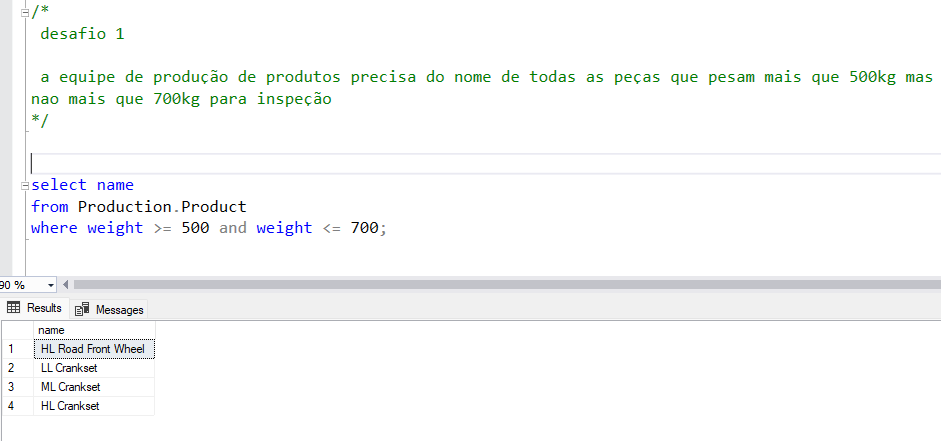 /*
desafio 1
a equipe de produção de produtos precisa do nome de todas as peças que pesam mais que 500kg mas
nao mais que 700kg para inspeção
*/
select name
from Production.Product
where weight >= 500 and weight <= 700;
90 %
Results Messages
name
1 HL Road Front Wheel
2 LL Crankset
3 ML Crankset
4 HL Crankset